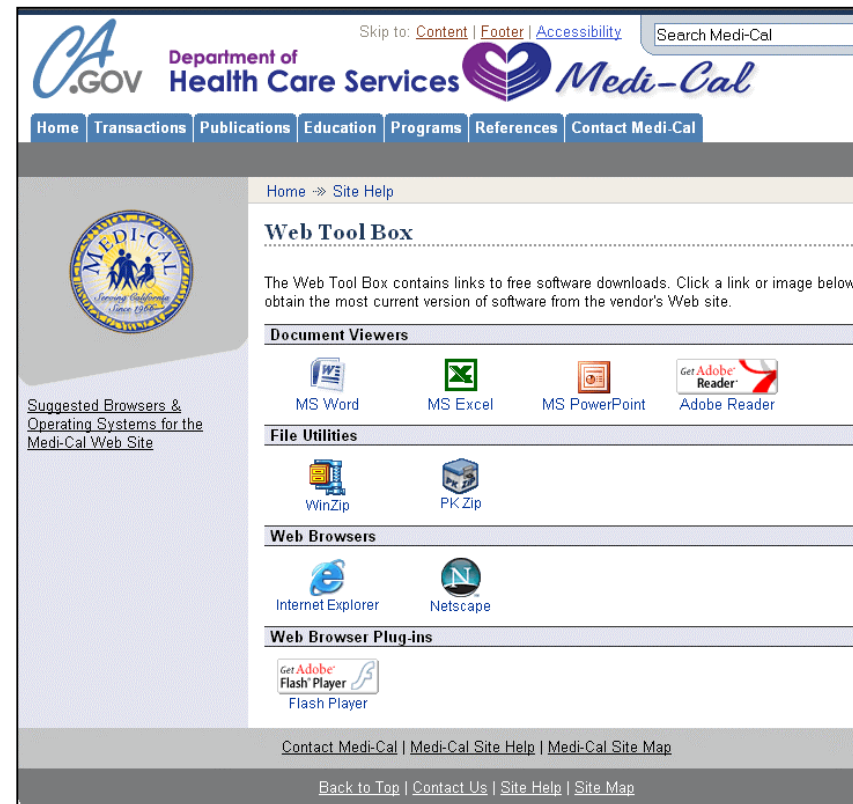 Skip to: Content | Footer | Accessibility
Search Medi-Cal
CA.GOV
Department of
Health Care Services
Medi-Cal
Home Transactions Publications Education Programs References Contact Medi-Cal
Home ->> Site Help
MEDI-CAL
Serving California
Since 1966
Web Tool Box
The Web Tool Box contains links to free software downloads. Click a link or image below
obtain the most current version of software from the vendor's Web site.
Suggested Browsers &
Operating Systems for the
Medi-Cal Web Site
Document Viewers
Get Adobe
Reader
MS Word MS Excel MS PowerPoint Adobe Reader
File Utilities
PK ZIP
WinZip PK Zip
Web Browsers
N
Internet Explorer Netscape
Web Browser Plug-ins
Get Adobe
Flash Player
Flash Player
Contact Medi-Cal | Medi-Cal Site Help | Medi-Cal Site Map
Back to Top | Contact Us | Site Help | Site Map